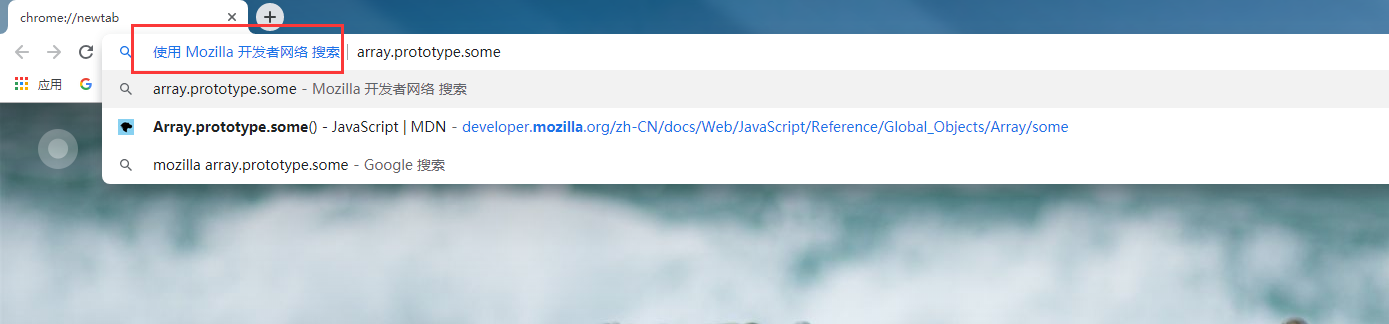 chrome://newtab
使用 Mozilla 开发者网络 搜索 | array.prototype.some
应用
array.prototype.some - Mozilla 开发者网络 搜索
Array.prototype.some() - JavaScript | MDN - developer.mozilla.org/zh-CN/docs/Web/JavaScript/Reference/Global_Objects/Array/some
mozilla array.prototype.some - Google 搜索